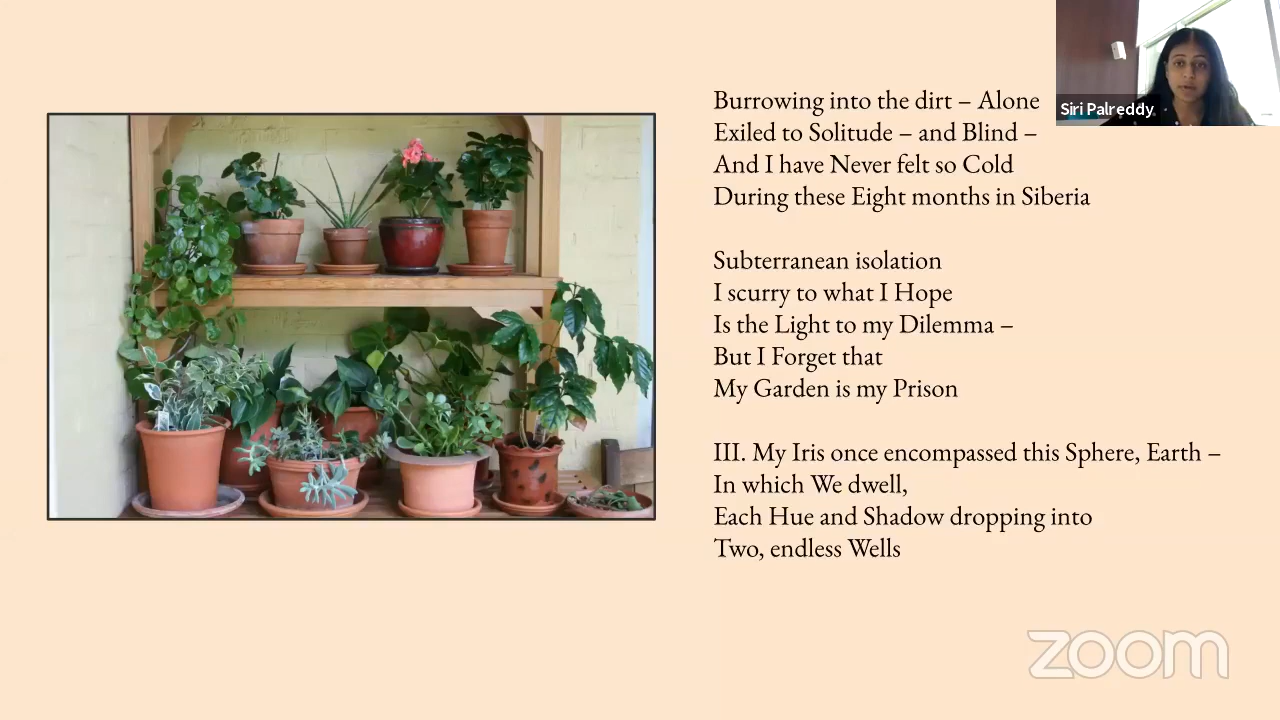 Burrowing into the dirt – Alone
Exiled to Solitude – and Blind –
And I have Never felt so Cold
During these Eight months in Siberia
Subterranean isolation
I scurry to what I Hope
Is the Light to my Dilemma –
But I Forget that
My Garden is my Prison
III. My Iris once encompassed this Sphere, Earth –
In which We dwell,
Each Hue and Shadow dropping into
Two, endless Wells
Siri Palreddy
zoom